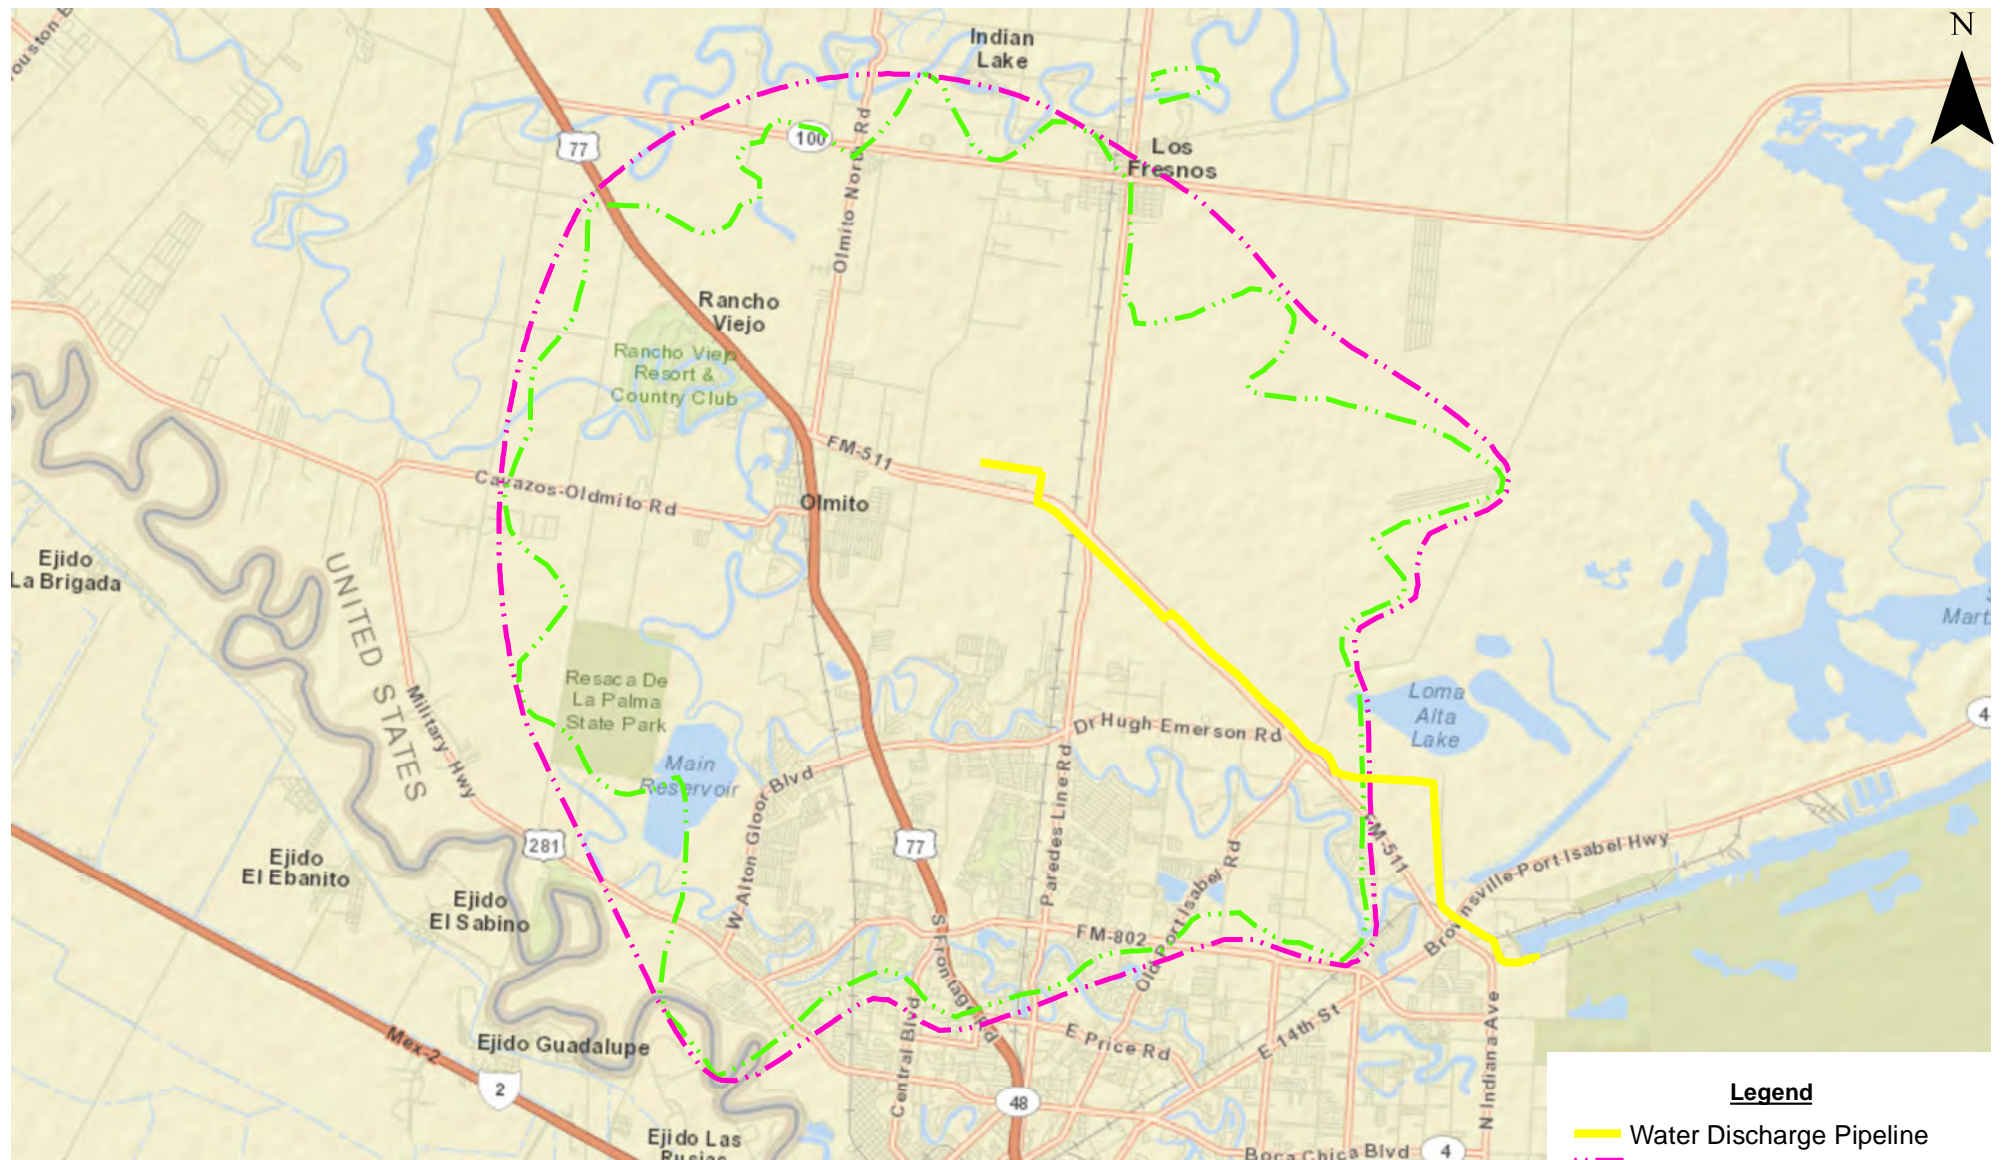 N
Indian
Lake
77
100
Olmito North Rd
Los
Fresnos
Rancho
Viejo
Rancho Viejo
Resort &
Country Club
FM-511
Cavazos-Oldmito Rd
Olmito
Ejido
La Brigada
UNITED STATES
Military Hwy
Resaca De
La Palma
State Park
Main
Reservoir
Dr Hugh Emerson Rd
Paredes Line Rd
Loma
Alta
Lake
W Alton Gloor Blvd
281
77
FM-511
Old Port Isabel Rd
Brownsville-Port Isabel Hwy
Ejido
El Ebanito
Ejido
El Sabino
S Frontage Rd
FM-802
Mex-2
Ejido Guadalupe
2
Central Blvd
E Price Rd
E 14th St
N Indiana Ave
48
Ejido Las
Rusias
Boca Chica Blvd
4
Legend
Water Discharge Pipeline